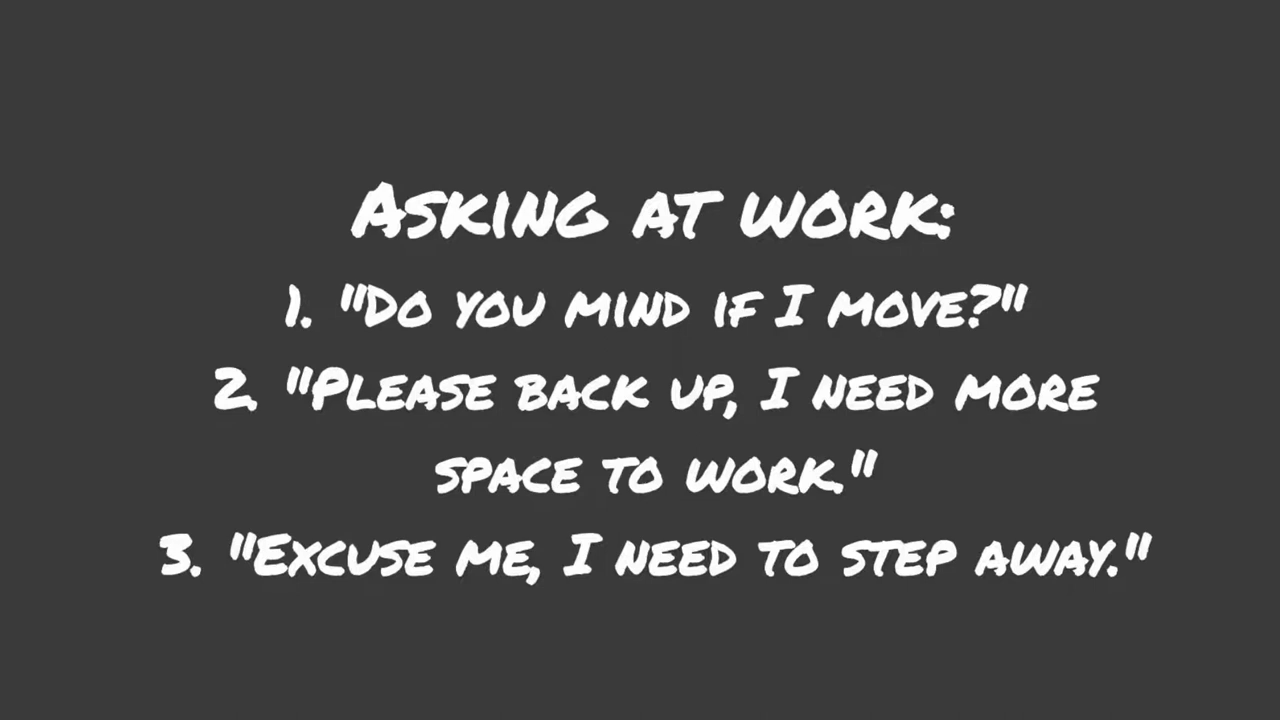 Asking at work:
1. "Do you mind if I move?"
2. "Please back up, I need more
space to work."
3. "Excuse me, I need to step away."